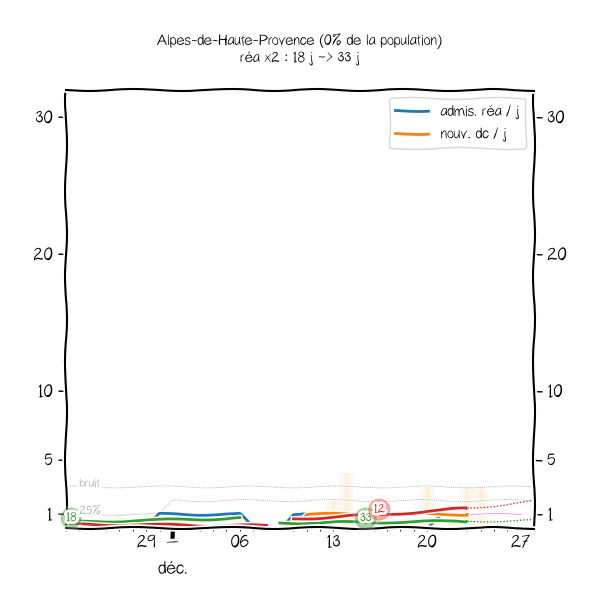 Alpes-de-Haute-Provence (0% de la population)
réa x2 : 18 j -> 33 j
admis. réa / j
nouv. dc / j
30 30
20 20
10 10
5 5
bruit
25%
1 1
18 33 12
29 06 13 20 27
déc.